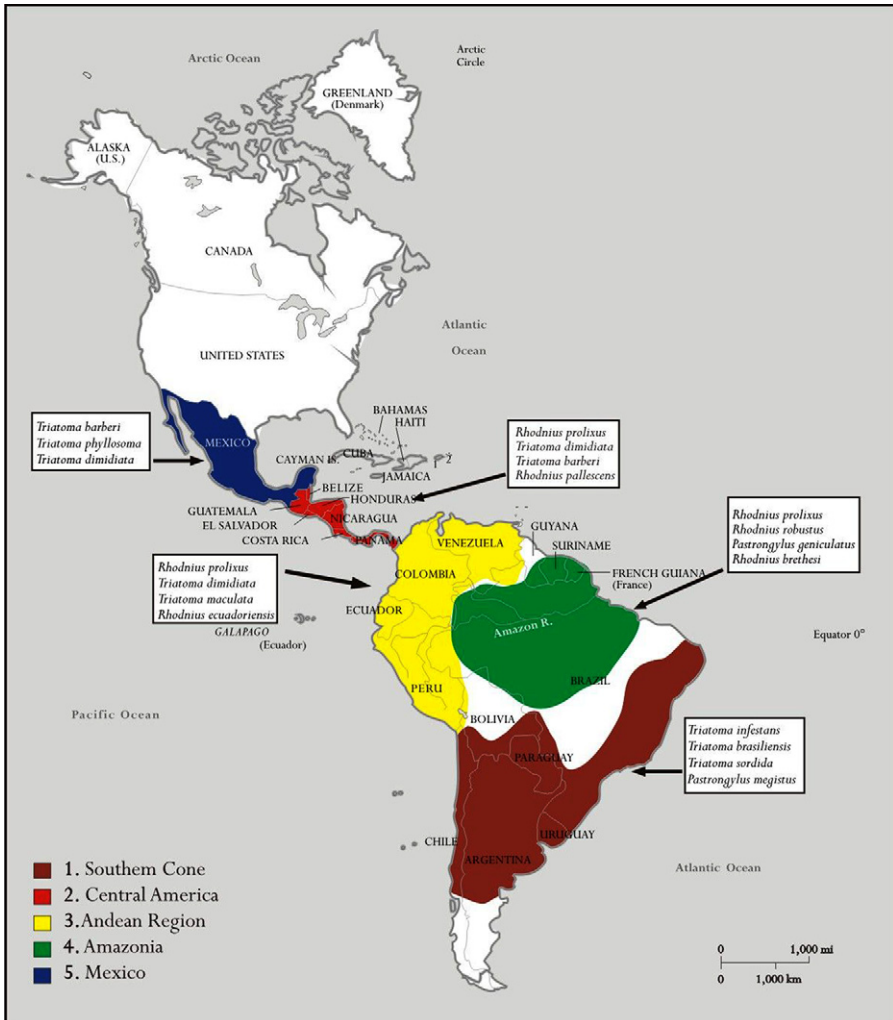 Arctic Ocean
Arctic
Circle
GREENLAND
(Denmark)
ALASKA
(U.S.)
CANADA
Atlantic
Ocean
UNITED STATES
BAHAMAS
HAITI
Triatoma barberi
Triatoma phyllosoma
Triatoma dimidiata
MEXICO
CAYMAN IS.
CUBA
JAMAICA
2
Rhodnius prolixus
Triatoma dimidiata
Triatoma barberi
Rhodnius pallescens
BELIZE
HONDURAS
GUATEMALA
EL SALVADOR
NICARAGUA
COSTA RICA
PANAMA
VENEZUELA
GUYANA
SURINAME
FRENCH GUIANA
(France)
Rhodnius prolixus
Rhodnius robustus
Pastrongylus geniculatus
Rhodnius brethesi
Rhodnius prolixus
Triatoma dimidiata
Triatoma maculata
Rhodnius ecuadoriensis
COLOMBIA
ECUADOR
GALAPAGO
(Ecuador)
Amazon R.
Equator 0°
PERU
BRAZIL
BOLIVIA
Pacific Ocean
PARAGUAY
Triatoma infestans
Triatoma brasiliensis
Triatoma sordida
Pastrongylus megistus
CHILE
URUGUAY
ARGENTINA
Atlantic Ocean
1. Southem Cone
2. Central America
3.Andean Region
4. Amazonia
5. Mexico
0 1,000 mi
0 1,000 km